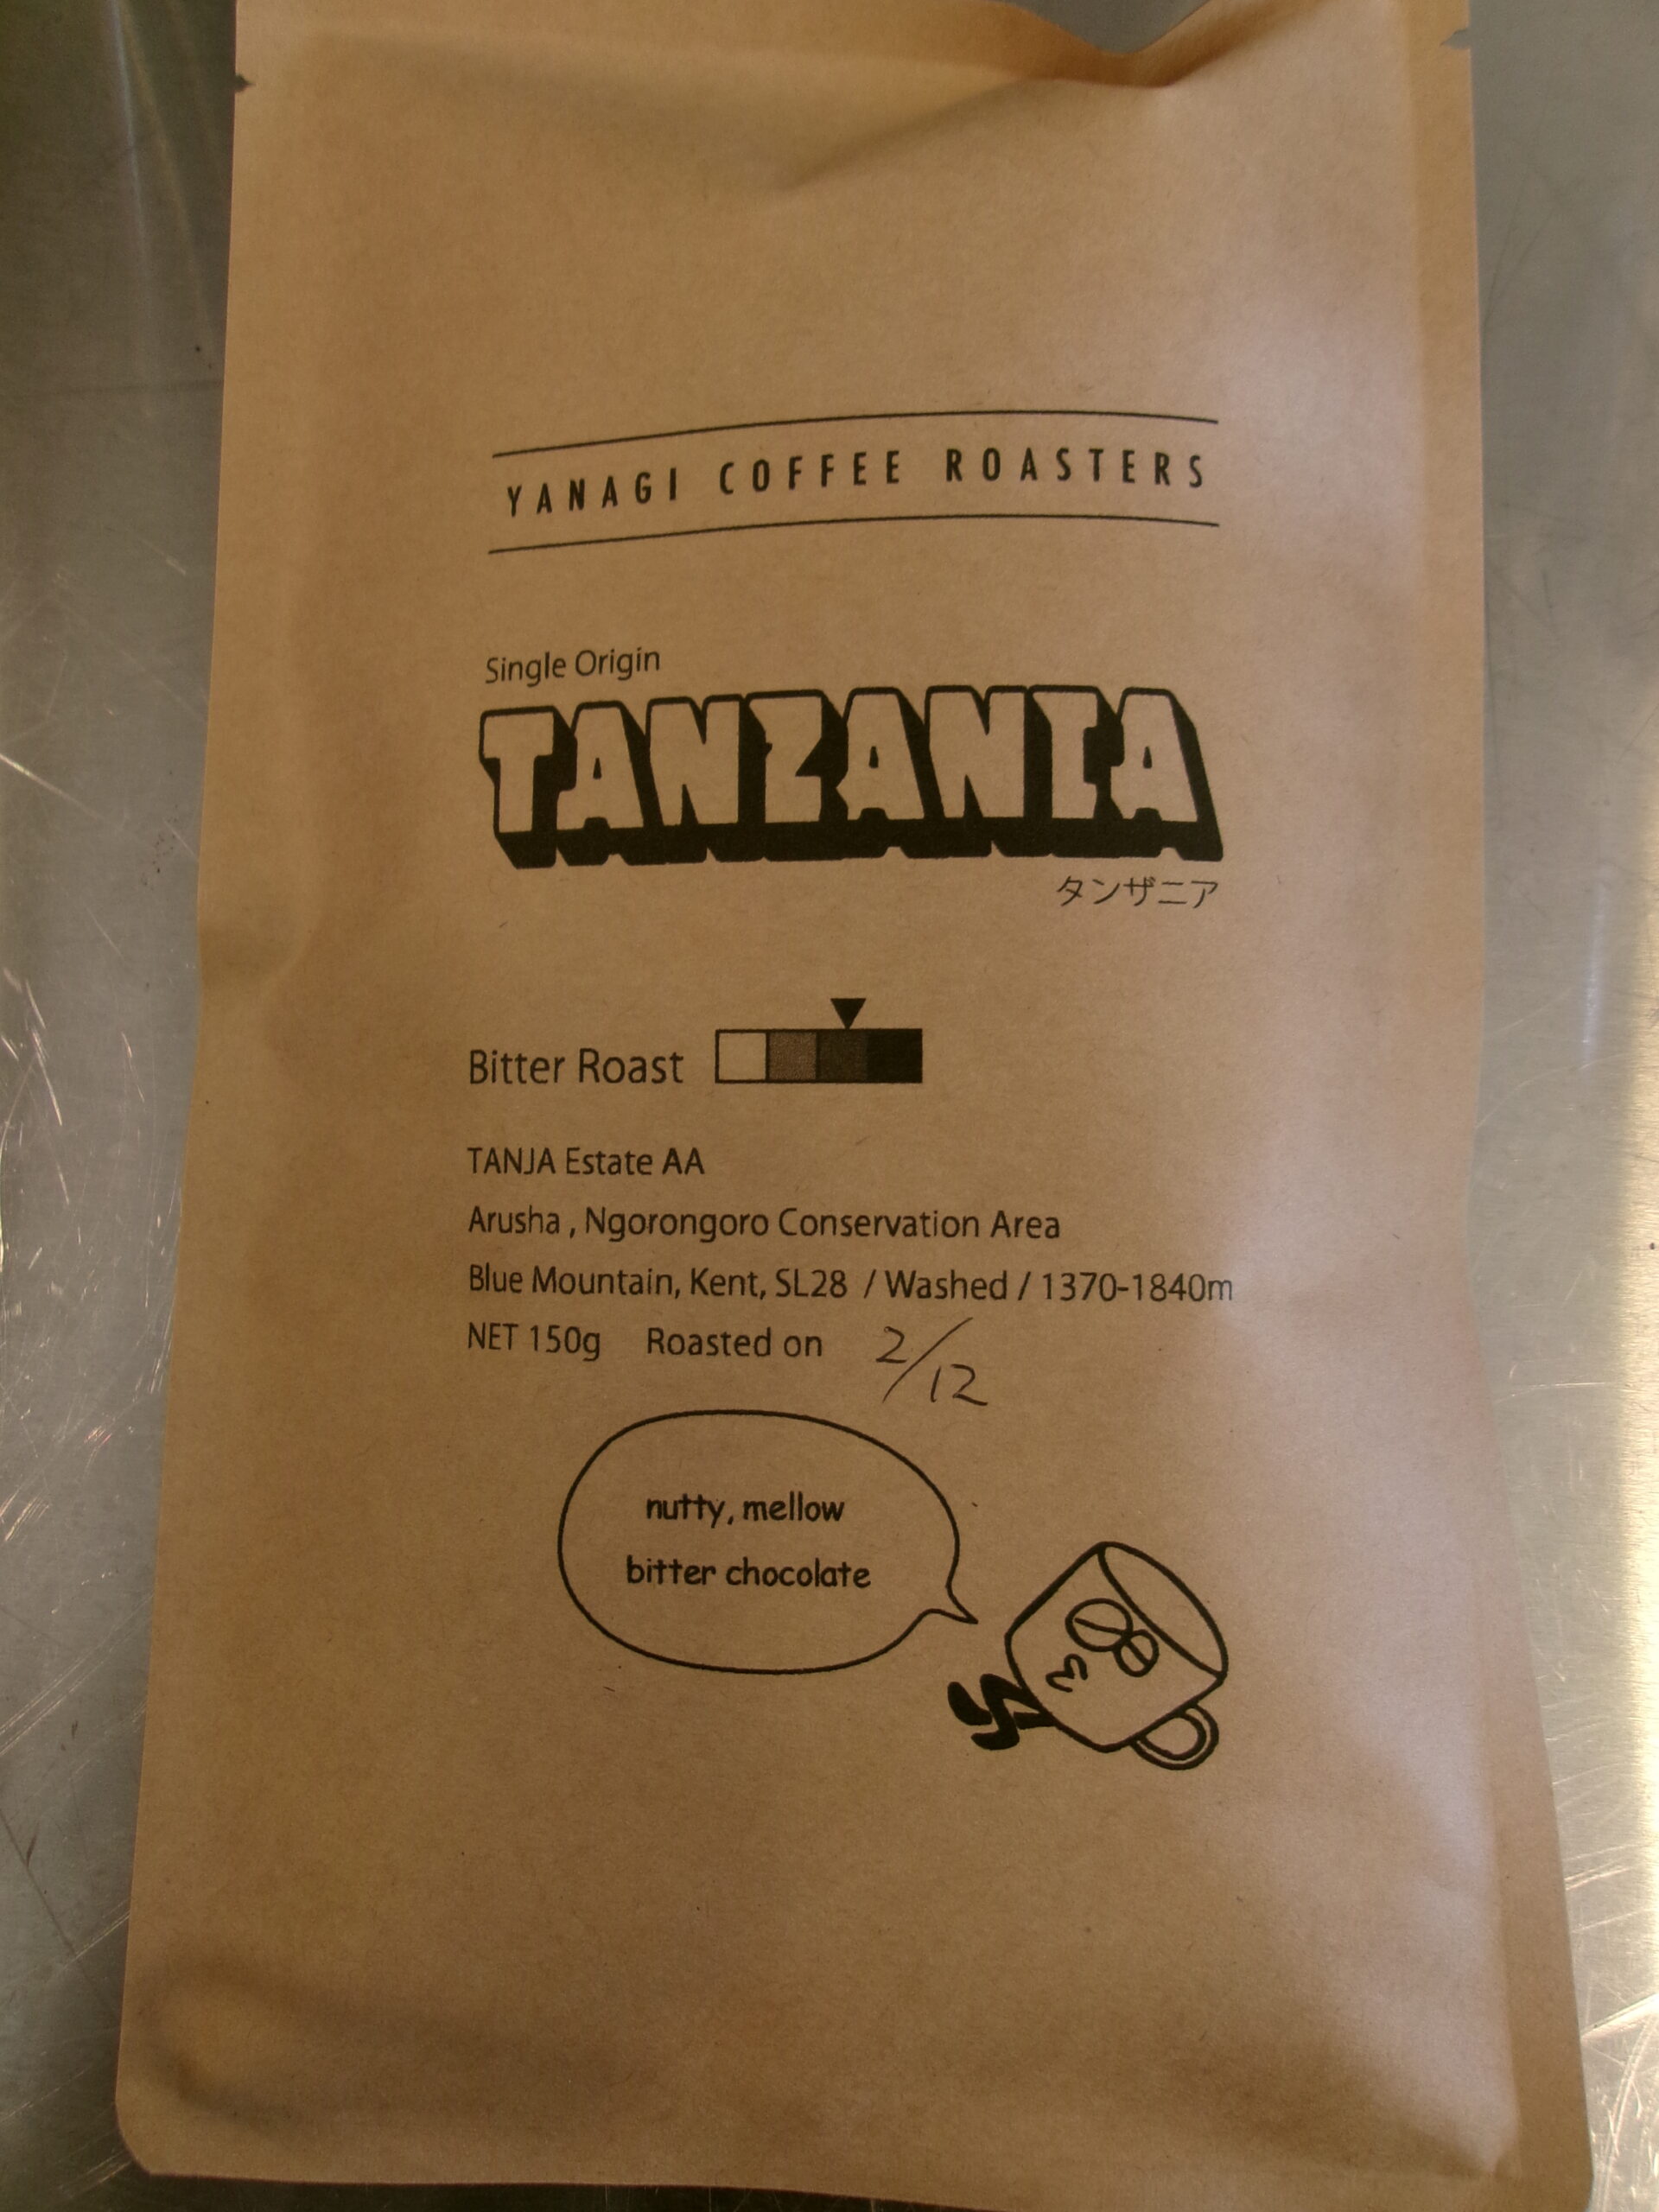 YANAGI COFFEE ROASTERS
Single Origin
TANZANIA
タンザニア
Bitter Roast
TANJA Estate AA
Arusha , Ngorongoro Conservation Area
Blue Mountain, Kent, SL28 / Washed / 1370-1840m
NET 150g Roasted on 2/12
nutty, mellow
bitter chocolate